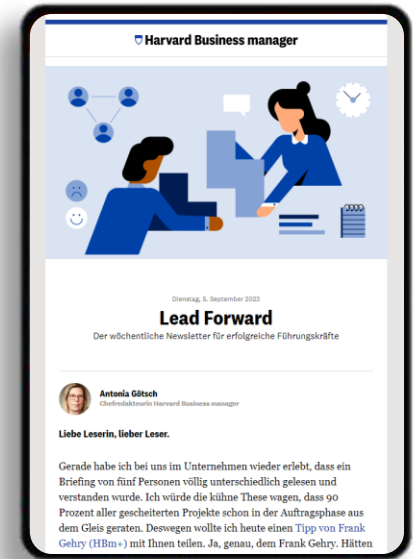 Harvard Business manager
Dienstag, 5. September 2023
Lead Forward
Der wöchentliche Newsletter für erfolgreiche Führungskräfte
Antonia Götsch
Chefredakteurin Harvard Business manager
Liebe Leserin, lieber Leser.
Gerade habe ich bei uns im Unternehmen wieder erlebt, dass ein
Briefing von fünf Personen völlig unterschiedlich gelesen und
verstanden wurde. Ich würde die kühne These wagen, dass 90
Prozent aller gescheiterten Projekte schon in der Auftragsphase aus
dem Gleis geraten. Deswegen wollte ich heute einen Tipp von Frank
Gehry (HBm+) mit Ihnen teilen. Ja, genau, dem Frank Gehry. Hätten